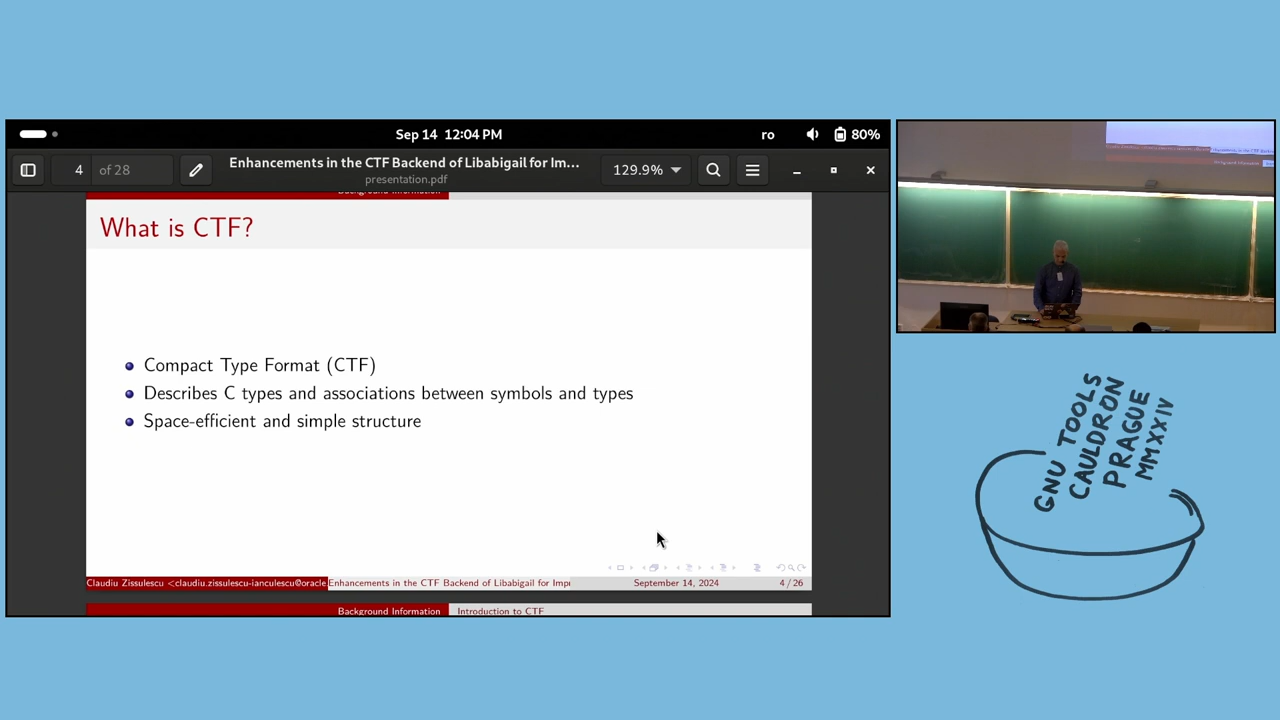 Sep 14 12:04 PM
ro
80%
4 of 28
Enhancements in the CTF Backend of Libabigail for Im...
presentation.pdf
129.9%
Background Information
What is CTF?
Compact Type Format (CTF)
Describes C types and associations between symbols and types
Space-efficient and simple structure
Claudiu Zissulescu <claudiu.zissulescu-ianculescu@oracle. Enhancements in the CTF Backend of Libabigail for Imp September 14, 2024 4 / 26
Background Information Introduction to CTF
GNU TOOLS
CAULDRON
PRAGUE
MMXXIV